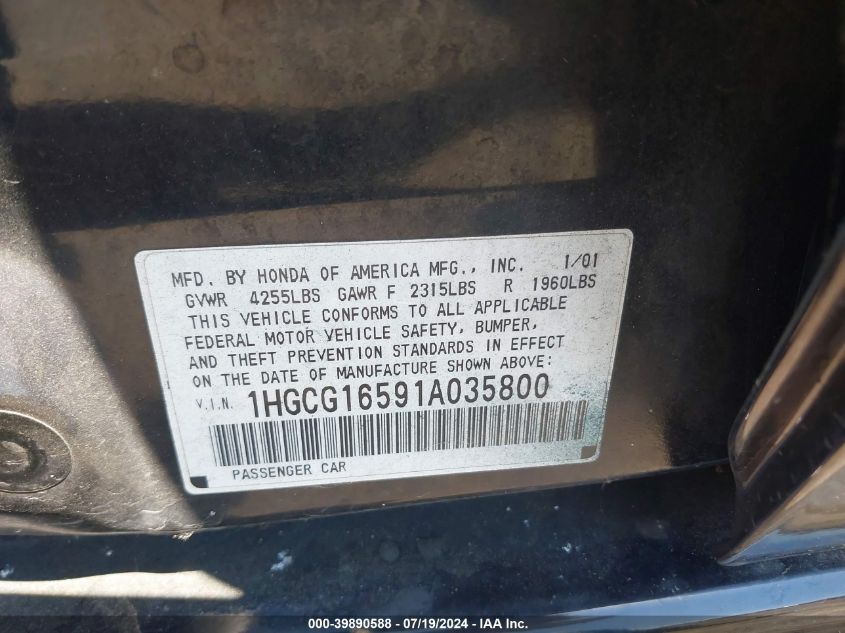 MFD. BY HONDA OF AMERICA MFG., INC. 1/01
GVWR 4255LBS GAWR F 2315LBS R 1960LBS
THIS VEHICLE CONFORMS TO ALL APPLICABLE
FEDERAL MOTOR VEHICLE SAFETY, BUMPER,
AND THEFT PREVENTION STANDARDS IN EFFECT
ON THE DATE OF MANUFACTURE SHOWN ABOVE:
V.I.N. 1HGCG16591A035800
PASSENGER CAR
000-39890588 - 07/19/2024 - IAA Inc.